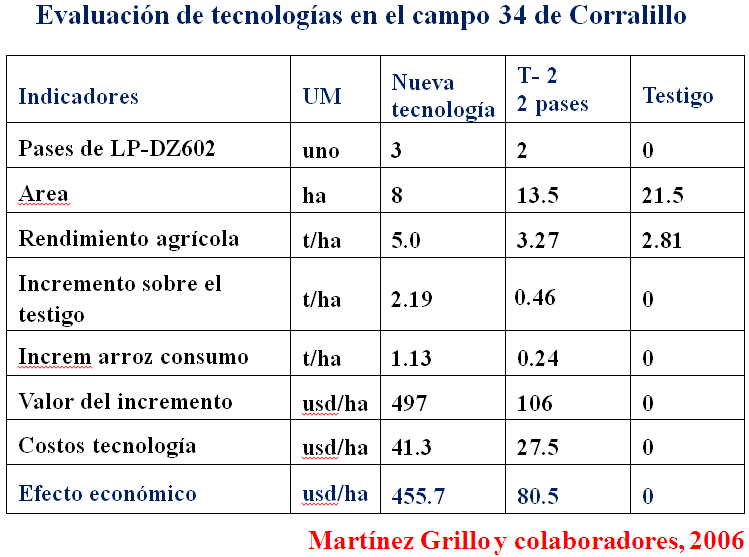 Evaluación de tecnologías en el campo 34 de Corralillo
Indicadores UM Nueva tecnología T- 2 2 pases Testigo
Pases de LP-DZ602 uno 3 2 0
Area ha 8 13.5 21.5
Rendimiento agrícola t/ha 5.0 3.27 2.81
Incremento sobre el testigo t/ha 2.19 0.46 0
Increm arroz consumo t/ha 1.13 0.24 0
Valor del incremento usd/ha 497 106 0
Costos tecnología usd/ha 41.3 27.5 0
Efecto económico usd/ha 455.7 80.5 0
Martínez Grillo y colaboradores, 2006